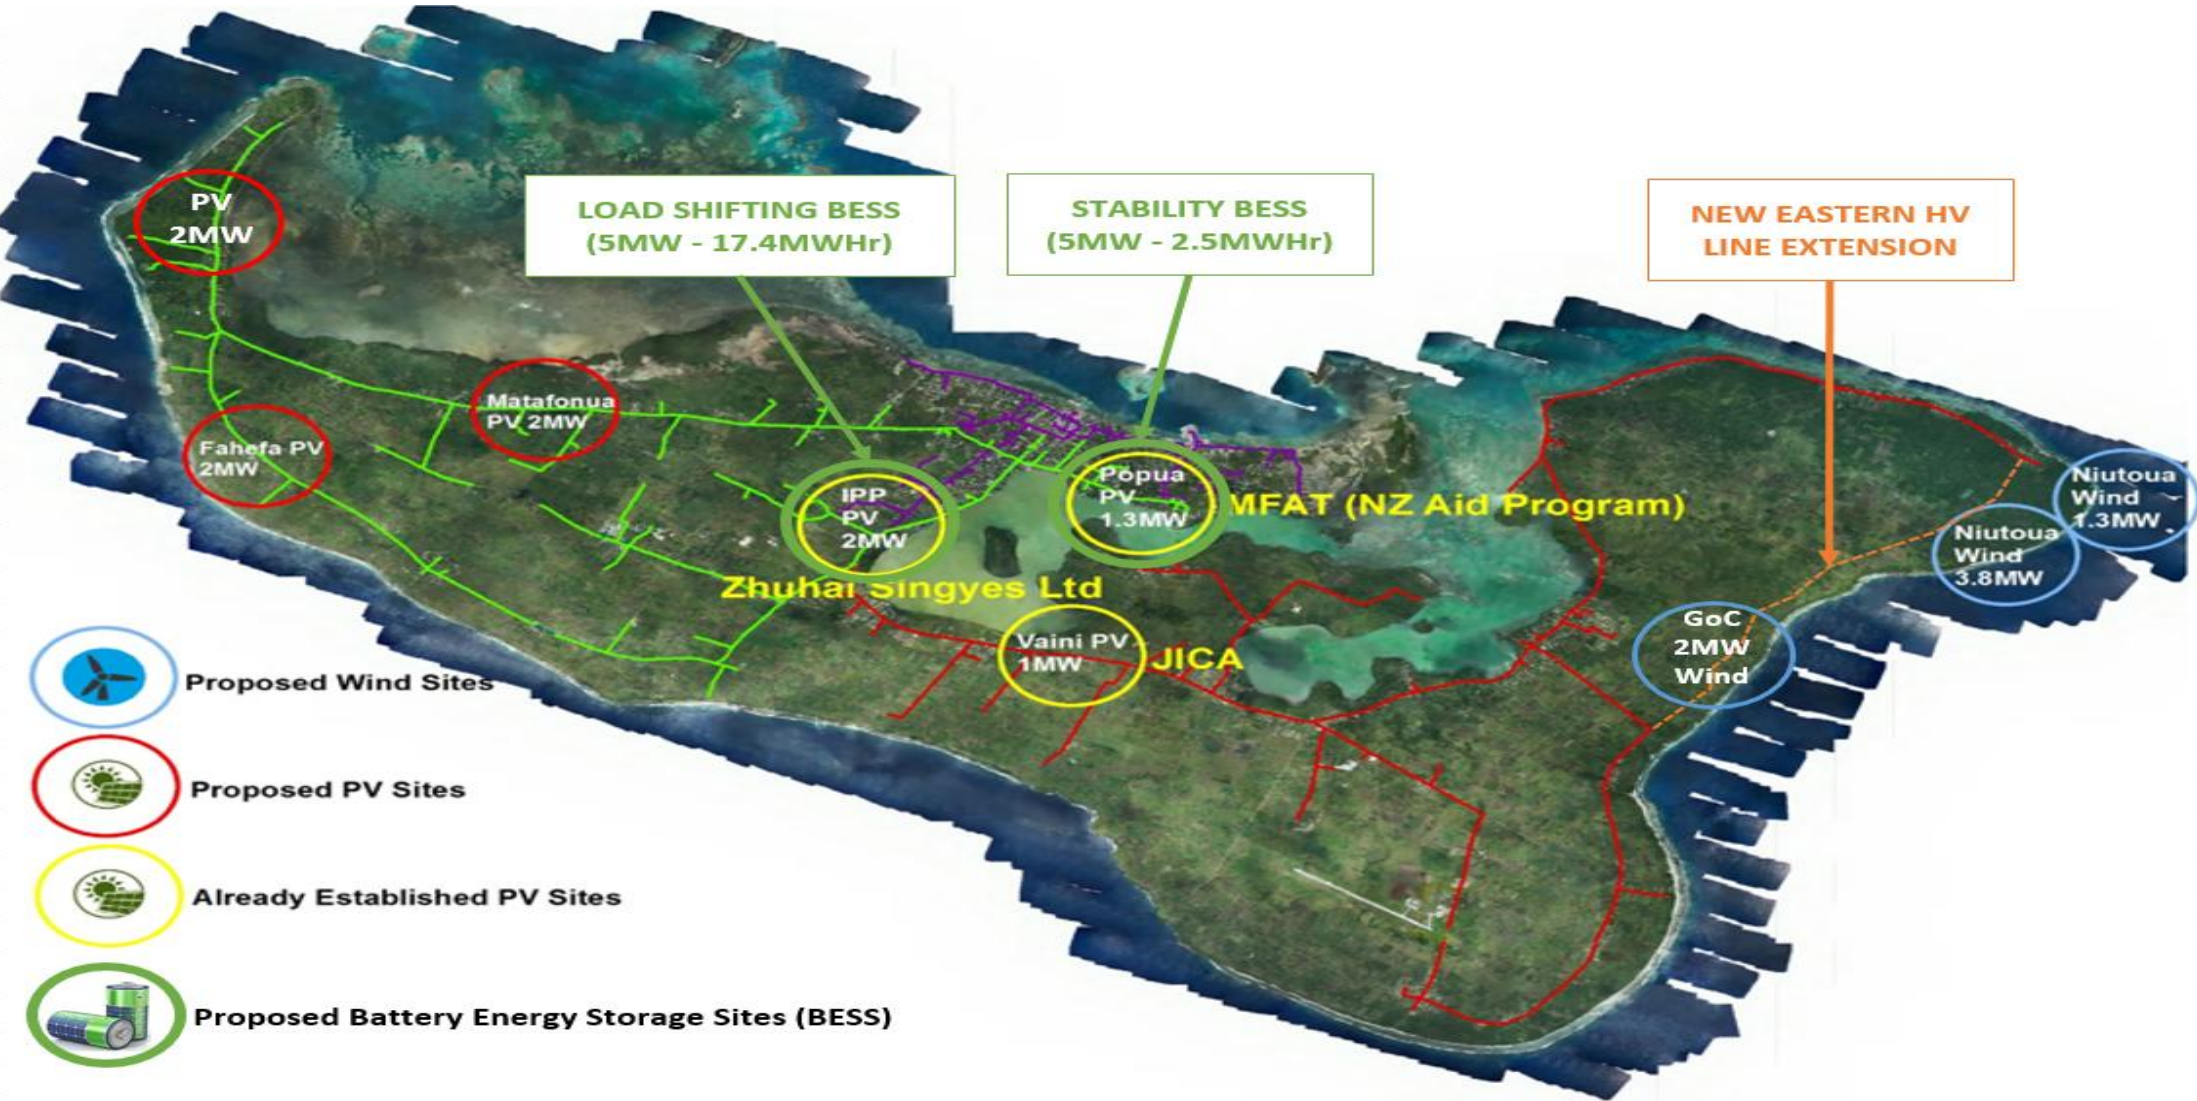 PV
2MW
LOAD SHIFTING BESS
(5MW - 17.4MWHr)
STABILITY BESS
(5MW - 2.5MWHr)
NEW EASTERN HV
LINE EXTENSION
Matafonua
PV 2MW
Fahefa PV
2MW
IPP
PV
2MW
Zhuhai Singyes Ltd
Popua
PV
1.3MW
MFAT (NZ Aid Program)
Vaini PV
1MW
JICA
Niutoua
Wind
1.3MW
Niutoua
Wind
3.8MW
GoC
2MW
Wind
Proposed Wind Sites
Proposed PV Sites
Already Established PV Sites
Proposed Battery Energy Storage Sites (BESS)